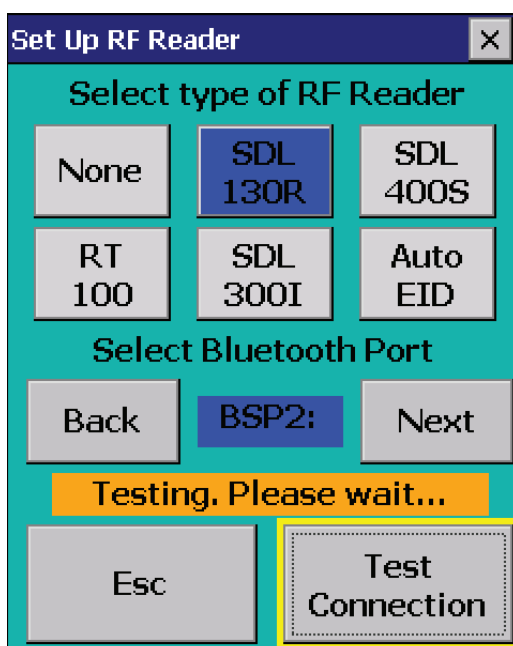 Set Up RF Reader
Select type of RF Reader
None
SDL
130R
SDL
400S
RT
100
SDL
300I
Auto
EID
Select Bluetooth Port
Back
BSP2:
Next
Testing. Please wait...
Esc
Test
Connection